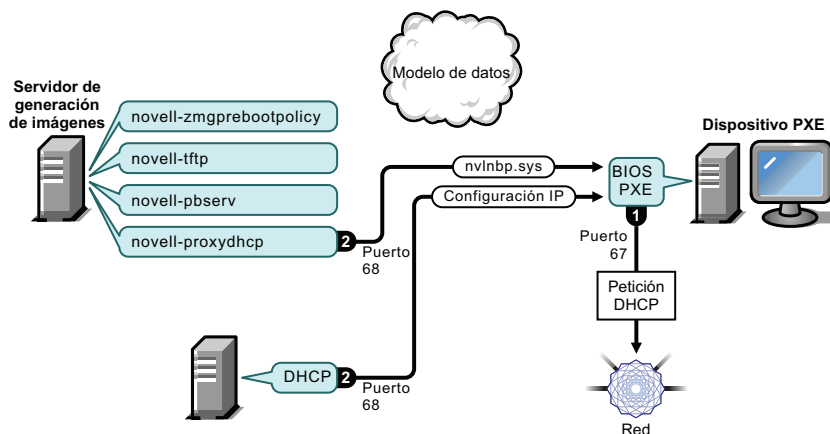 Modelo de datos
Servidor de
generación
de imágenes
novell-zmgprebootpolicy
novell-tftp
novell-pbserv
novell-proxydhcp
2
Puerto
68
nvlnbp.sys
Configuración IP
BIOS
PXE
1
Dispositivo PXE
Puerto
67
Petición
DHCP
DHCP
2
Puerto
68
Red